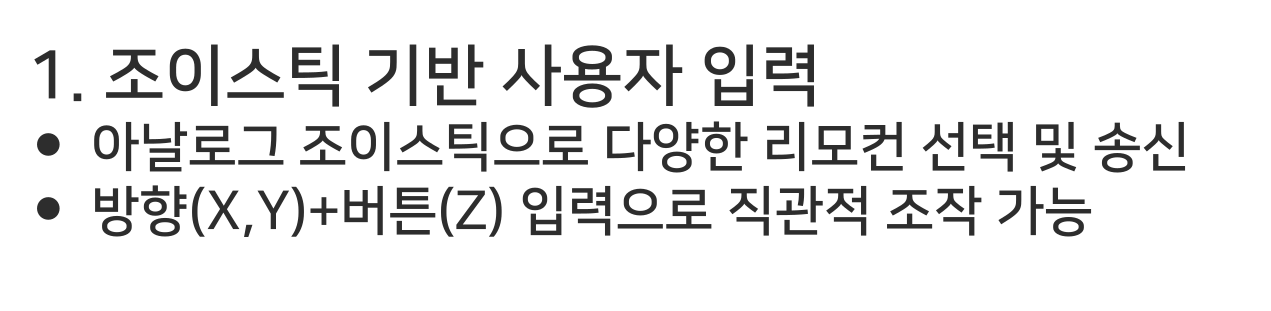 1. 조이스틱 기반 사용자 입력
● 아날로그 조이스틱으로 다양한 리모컨 선택 및 송신
● 방향(X,Y)+버튼(Z) 입력으로 직관적 조작 가능